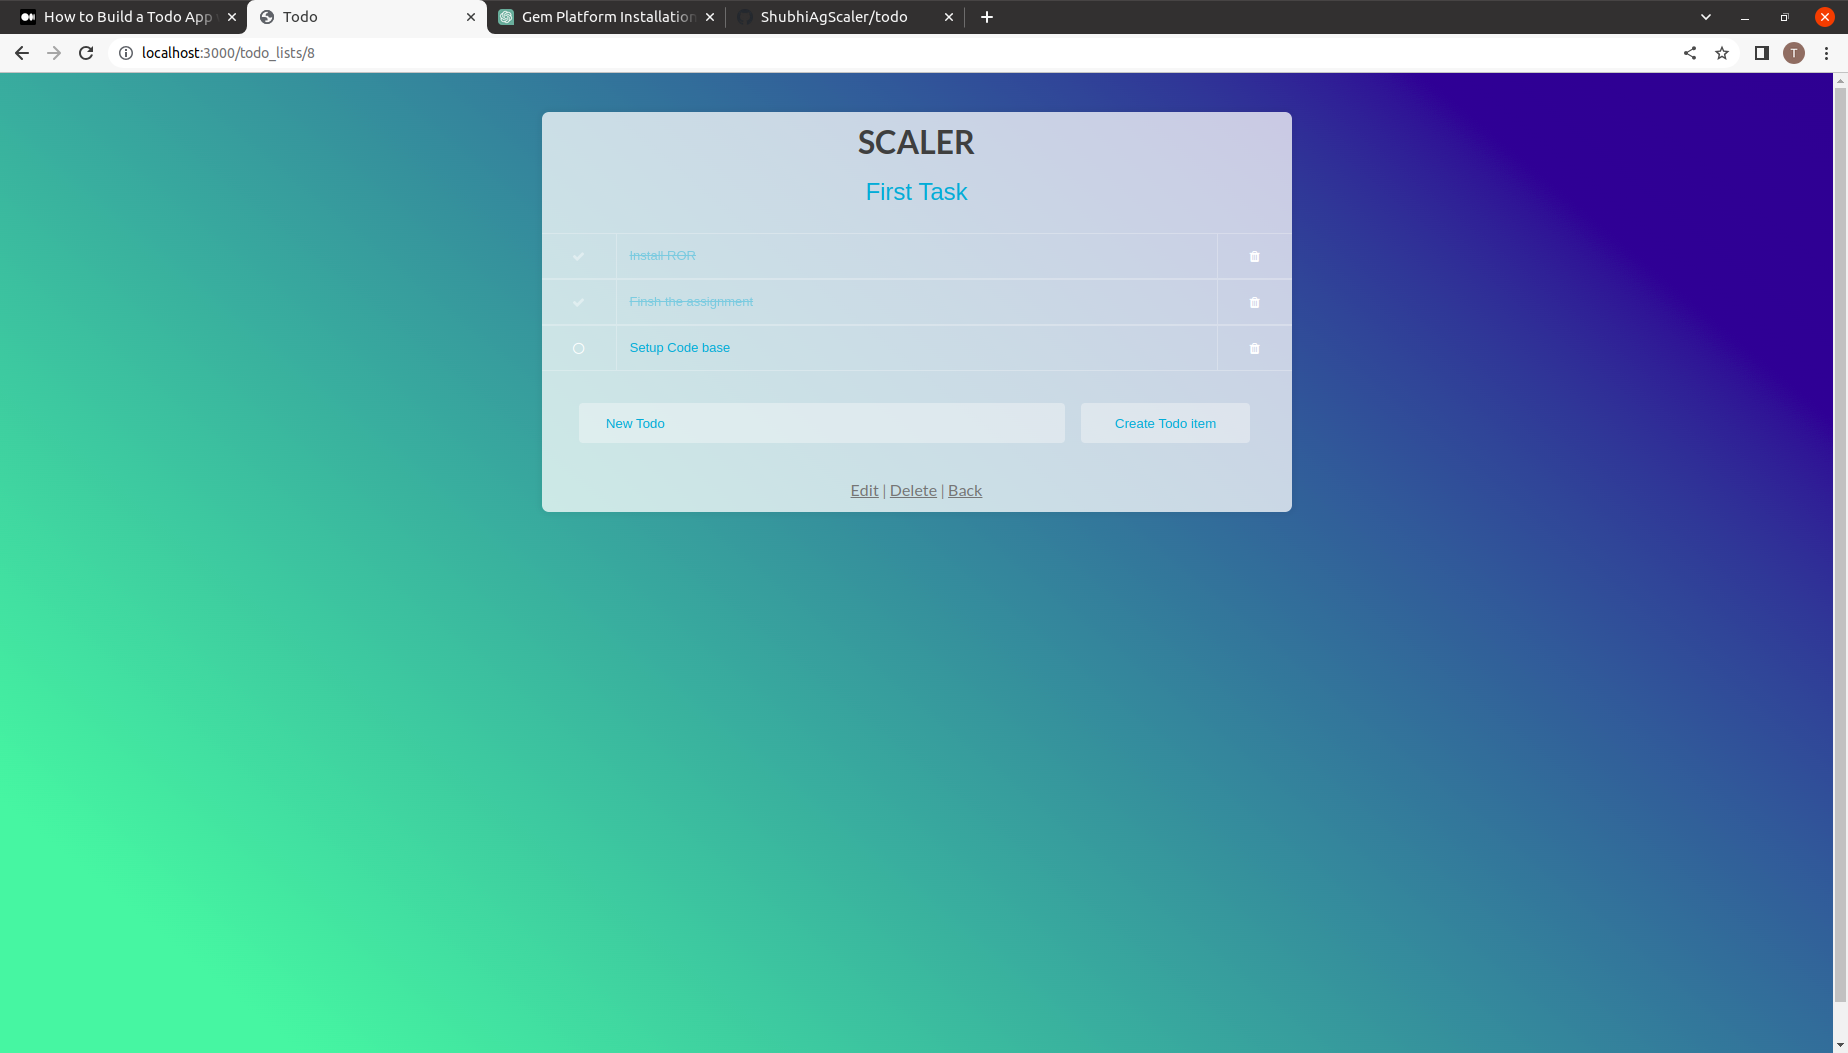 How to Build a Todo App
Todo
Gem Platform Installation
ShubhiAgScaler/todo
localhost:3000/todo_lists/8
T
SCALER
First Task
Install ROR
Finsh the assignment
Setup Code base
New Todo
Create Todo item
Edit | Delete | Back